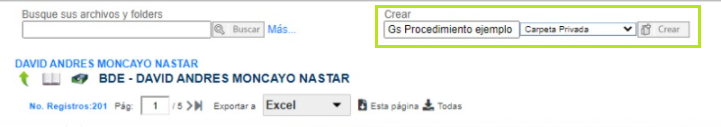 Busque sus archivos y folders
Buscar Más...
Crear
Gs Procedimiento ejemplo Carpeta Privada Crear
DAVID ANDRES MONCAYO NASTAR
BDE - DAVID ANDRES MONCAYO NASTAR
No. Registros:201 Pág: 1 / 5 Exportar a Excel Esta página Todas